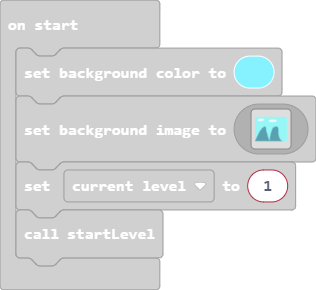 on start
set background color to
set background image to
set current level to 1
call startLevel